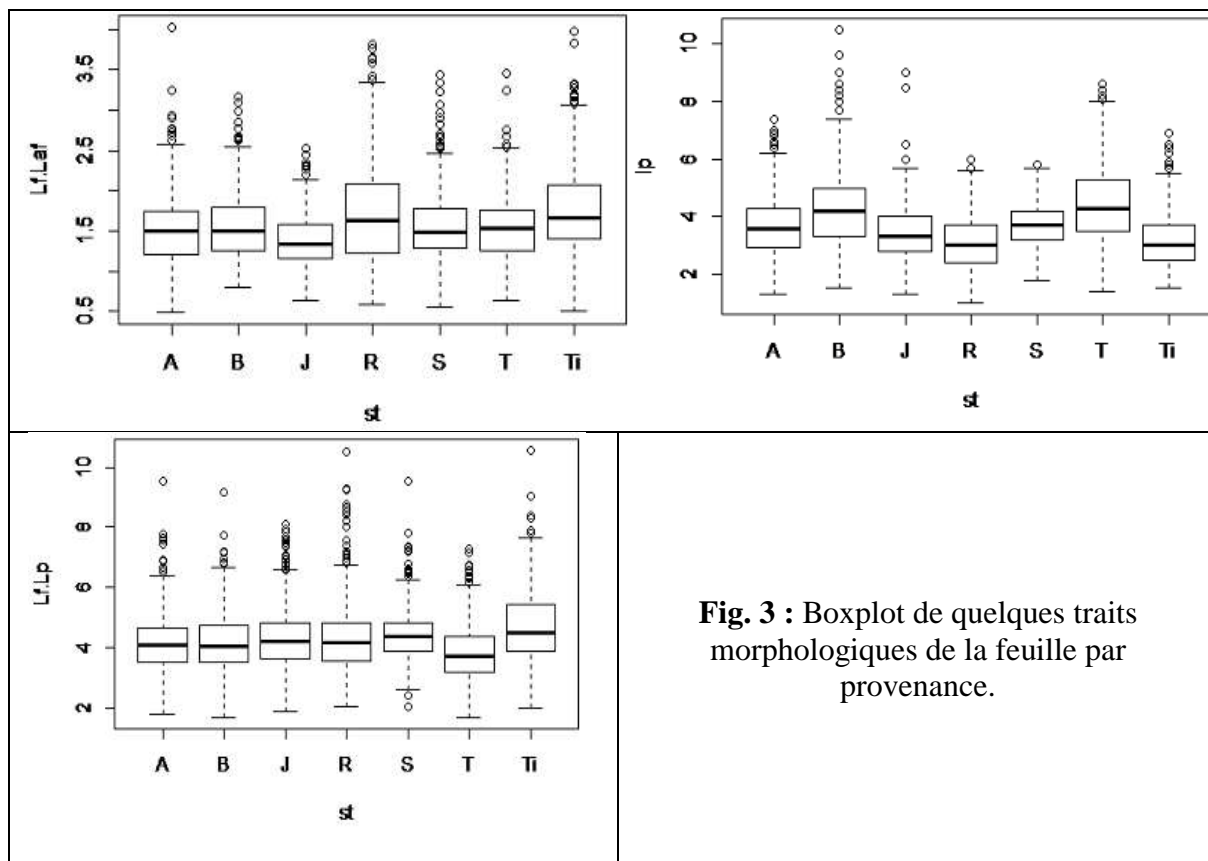 Lf.Laf
0.5 1.5 2.5 3.5
A B J R S T Ti
st
lp
2 4 6 8 10
A B J R S T Ti
st
Lf.Lp
2 4 6 8 10
A B J R S T Ti
st
Fig. 3 : Boxplot de quelques traits
morphologiques de la feuille par
provenance.